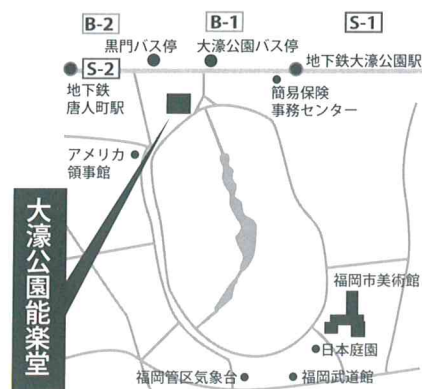 B-2
B-1
S-1
黒門バス停
大濠公園バス停
S-2
地下鉄大濠公園駅
地下鉄
唐人町駅
簡易保険
事務センター
アメリカ
領事館
大濠公園能楽堂
福岡市美術館
日本庭園
福岡管区気象台
福岡武道館